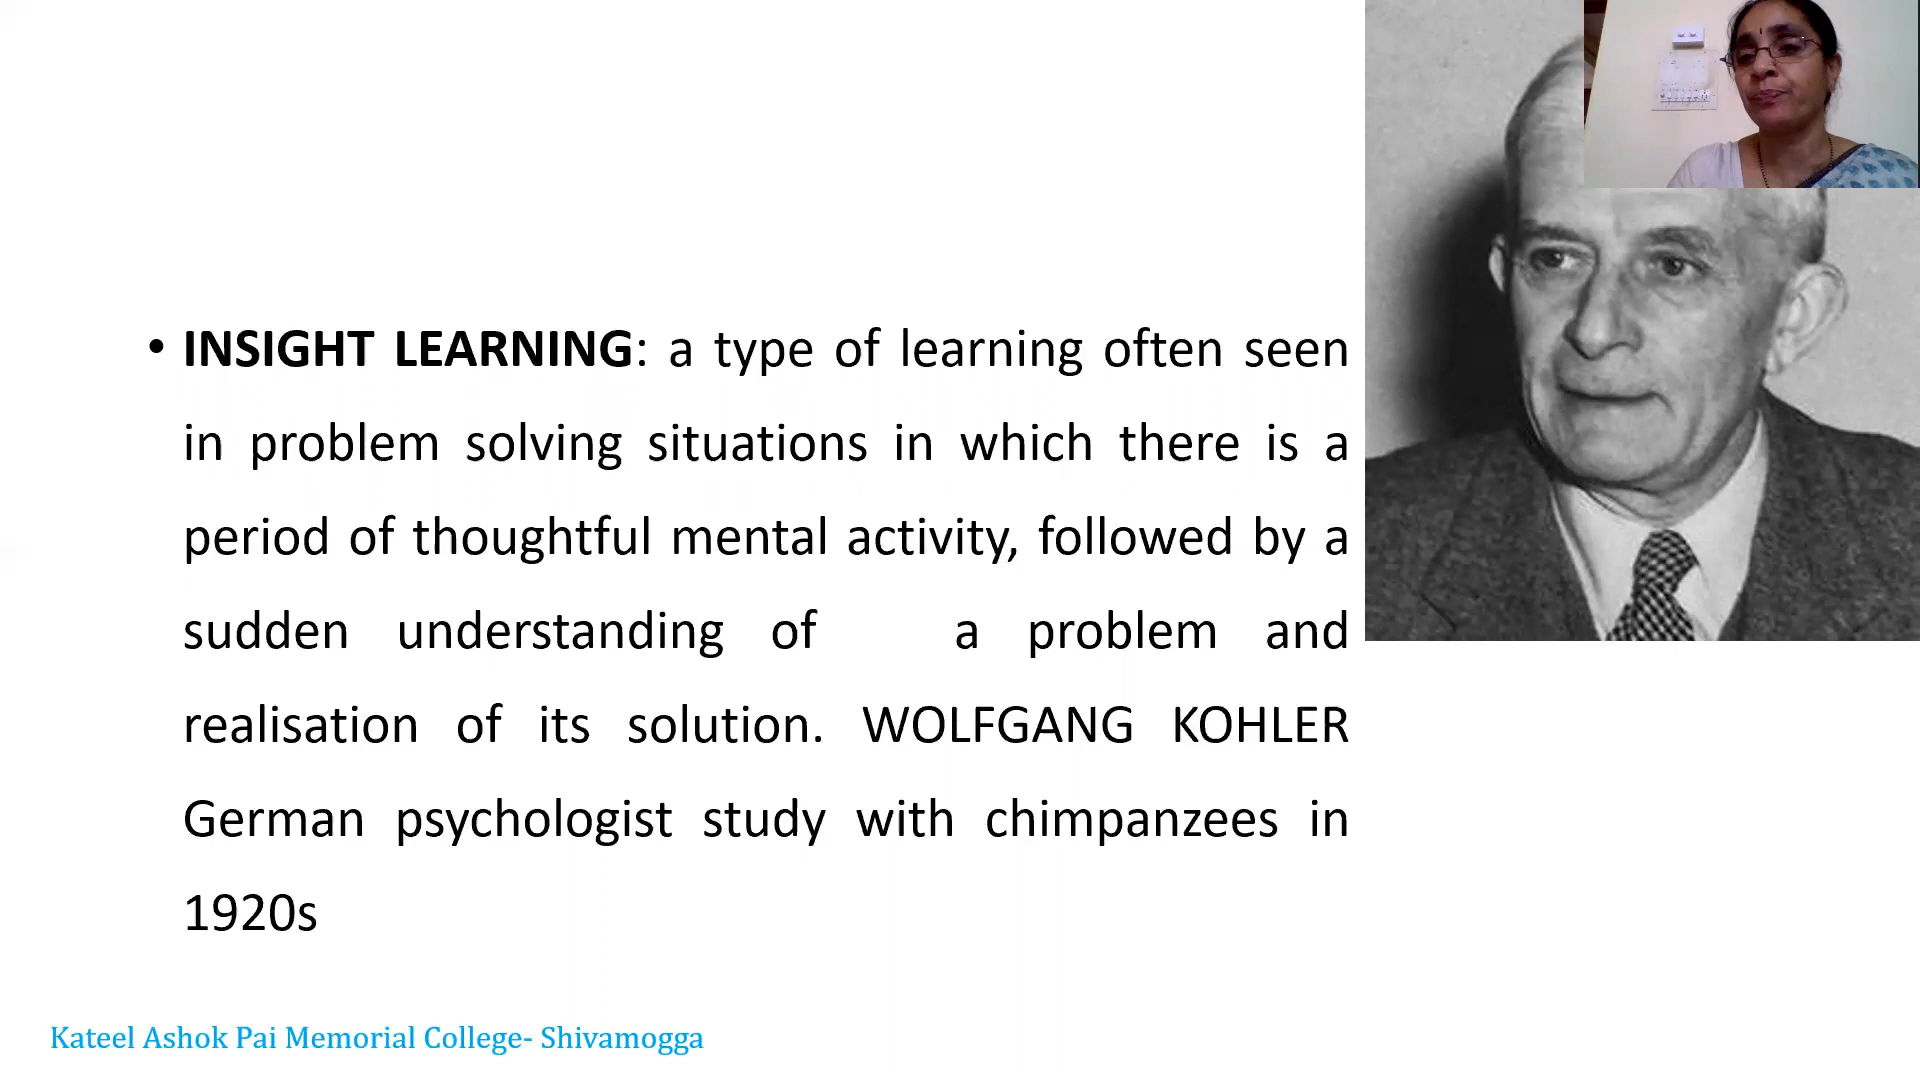 • INSIGHT LEARNING: a type of learning often seen
in problem solving situations in which there is a
period of thoughtful mental activity, followed by a
sudden understanding of a problem and
realisation of its solution. WOLFGANG KOHLER
German psychologist study with chimpanzees in
1920s
Kateel Ashok Pai Memorial College- Shivamogga